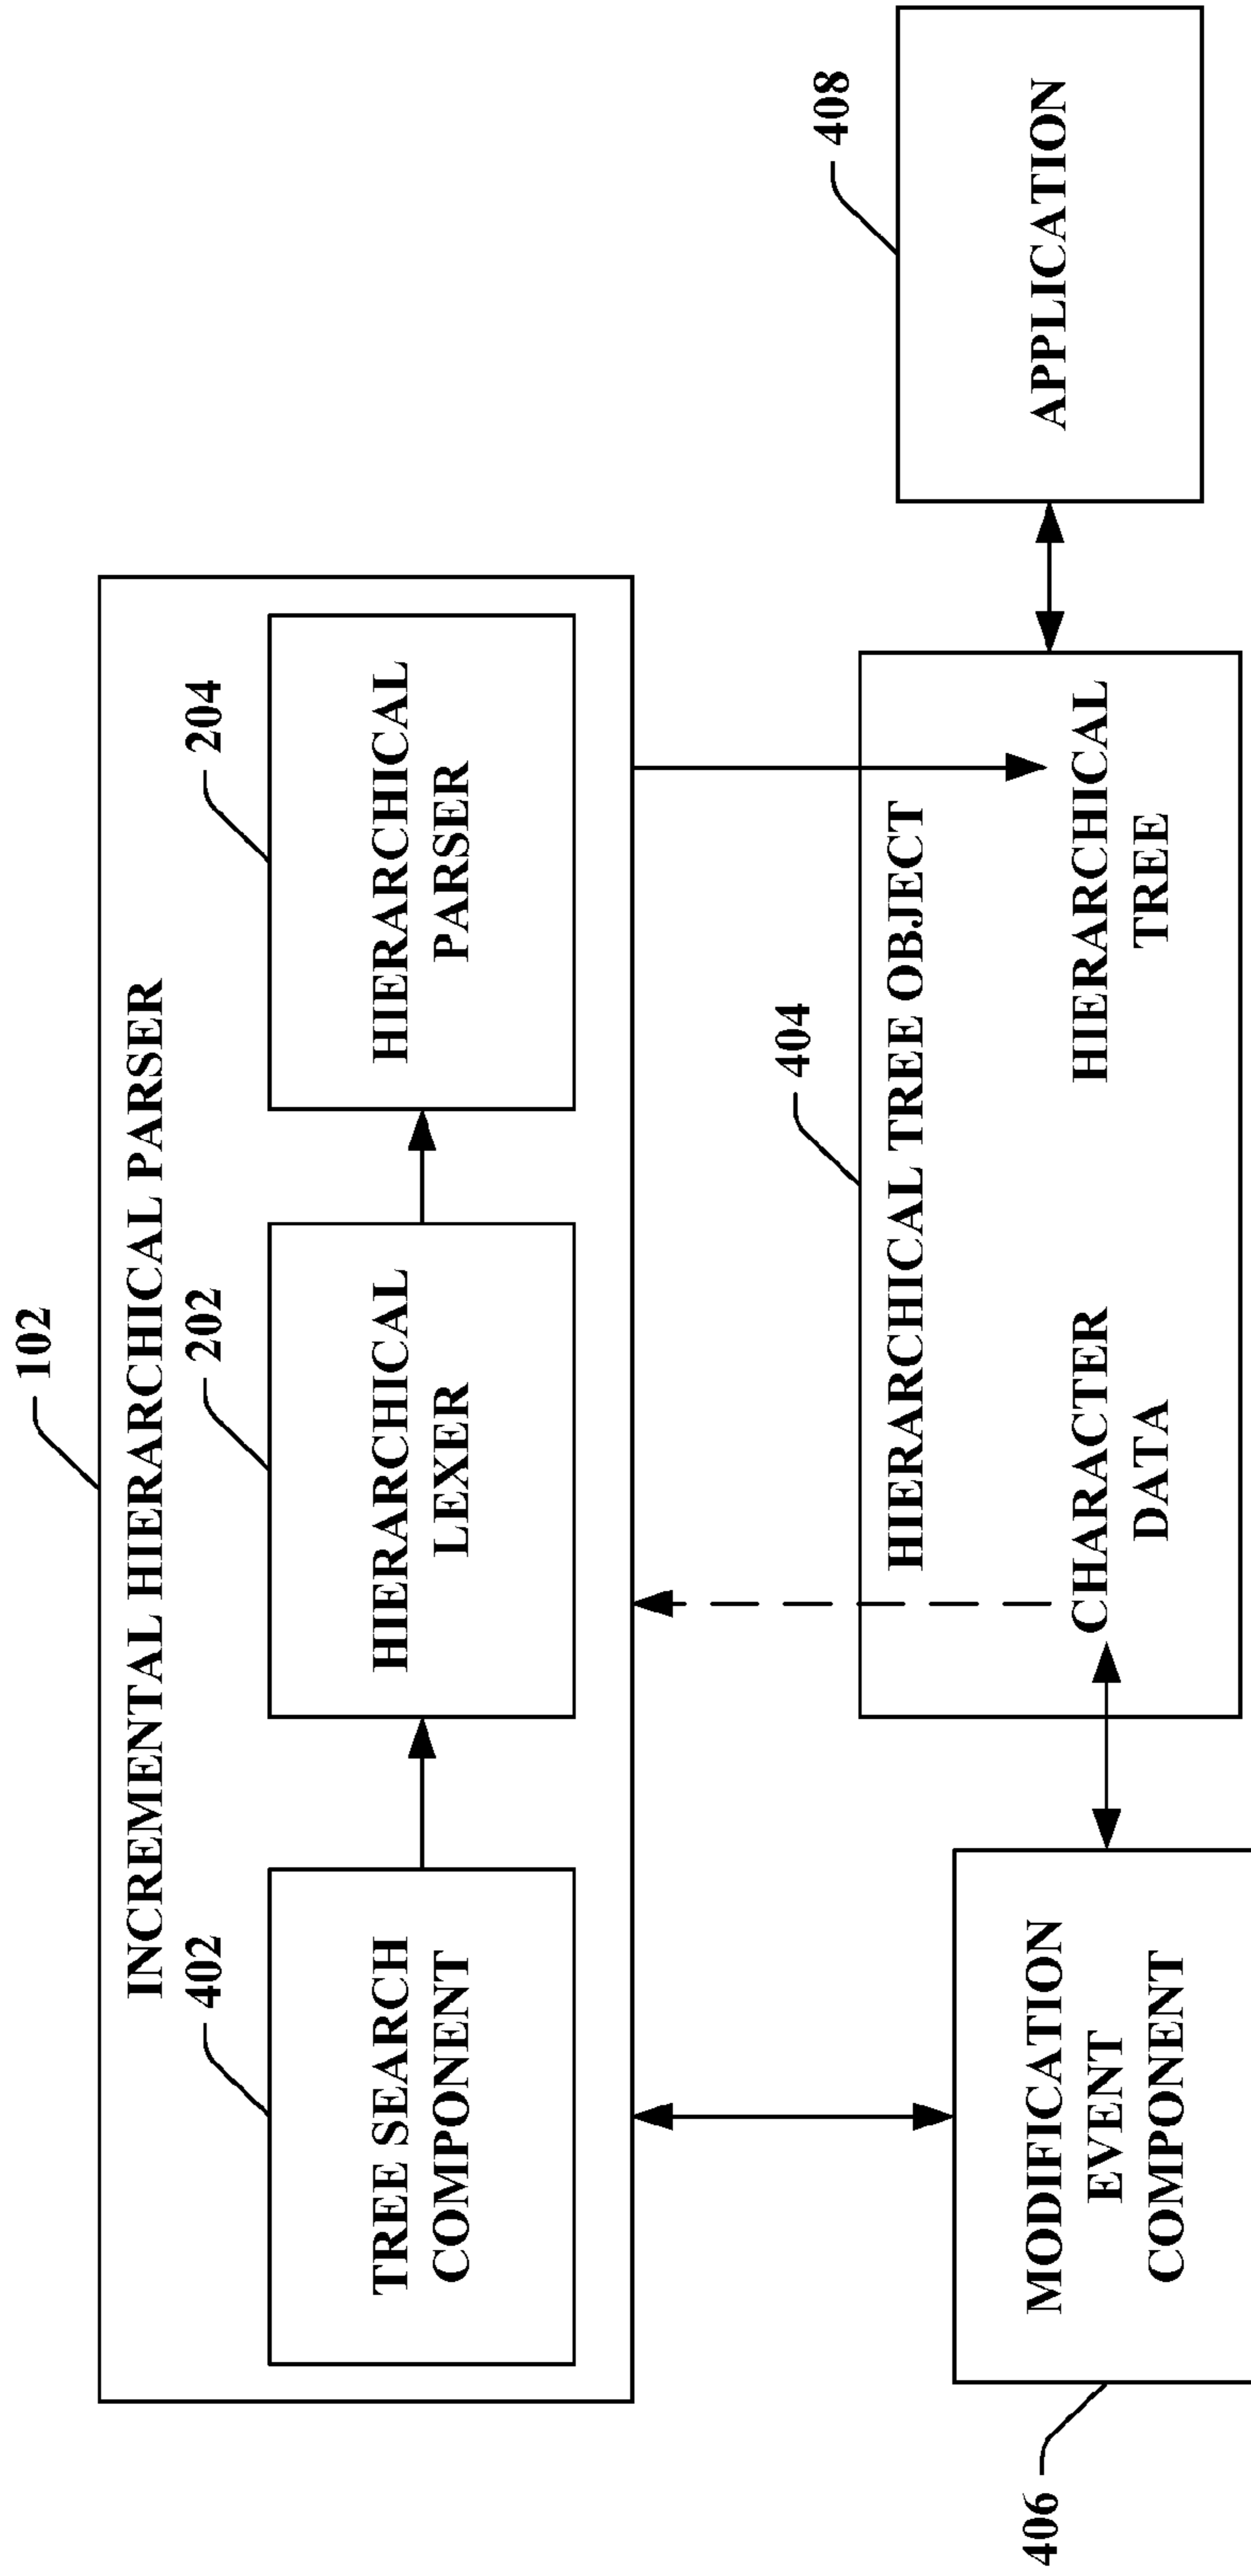 102
INCREMENTAL HIERARCHICAL PARSER
402
202
204
TREE SEARCH
COMPONENT
HIERARCHICAL
LEXER
HIERARCHICAL
PARSER
404
408
HIERARCHICAL TREE OBJECT
406
MODIFICATION
EVENT
COMPONENT
CHARACTER
DATA
HIERARCHICAL
TREE
APPLICATION